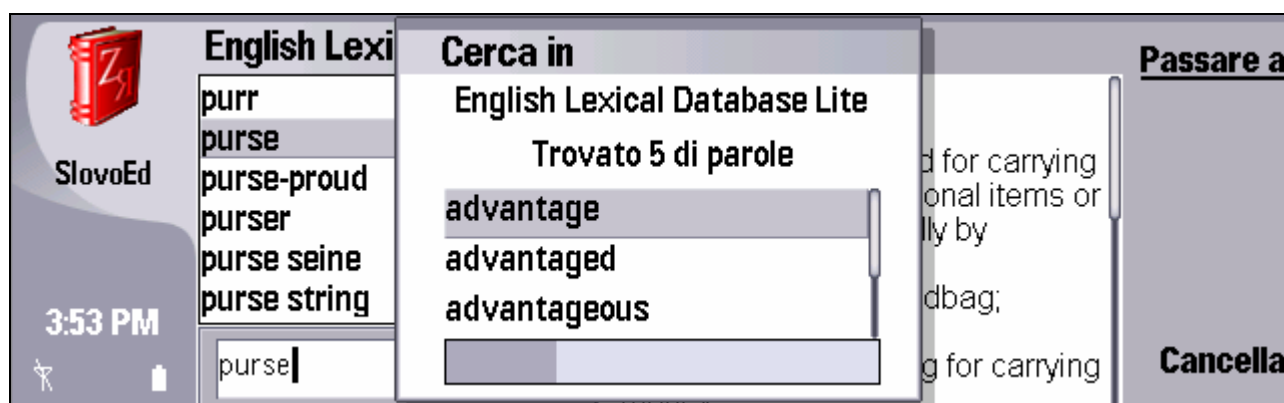 SlovoEd
3:53 PM
English Lexi
purr
purse
purse-proud
purser
purse seine
purse string
purse
Cerca in
English Lexical Database Lite
Trovato 5 di parole
advantage
advantaged
advantageous
d for carrying
onal items or
lly by
dbag;
g for carrying
Passare a
Cancella